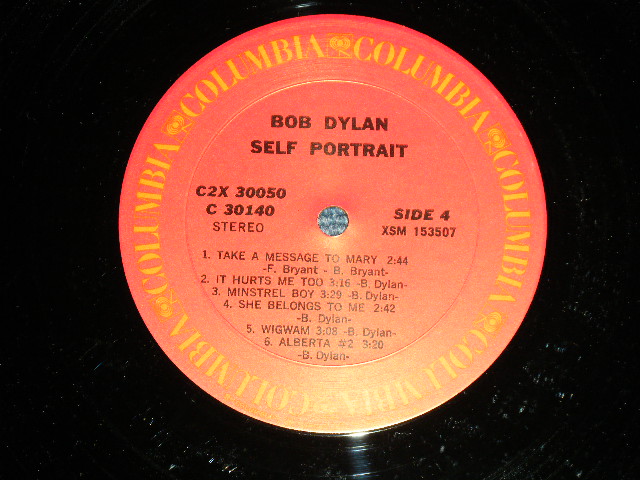 COLUMBIA COLUMBIA COLUMBIA COLUMBIA COLUMBIA COLUMBIA
BOB DYLAN
SELF PORTRAIT
C2X 30050
C 30140
STEREO
SIDE 4
XSM 153507
1. TAKE A MESSAGE TO MARY 2:44
-F. Bryant - B. Bryant-
2. IT HURTS ME TOO 3:16 -B. Dylan-
3. MINSTREL BOY 3:29 -B. Dylan-
4. SHE BELONGS TO ME 2:42
-B. Dylan-
5. WIGWAM 3:08 -B. Dylan-
6. ALBERTA #2 3:20
-B. Dylan-